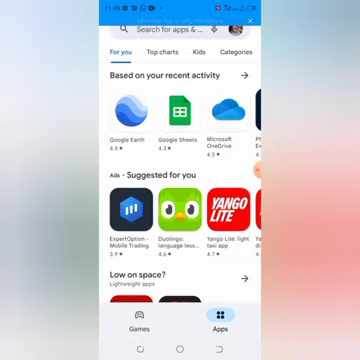 Search for apps & ...
For you
Top charts
Kids
Categories
Based on your recent activity
Google Earth
4.5
Google Sheets
4.3
Microsoft
OneDrive
4.5
Ads • Suggested for you
YANGO
LITE
ExpertOption -
Mobile Trading
3.9
Duolingo:
language less...
4.6
Yango Lite: light
taxi app
4.5
Low on space?
Lightweight apps
Games
Apps